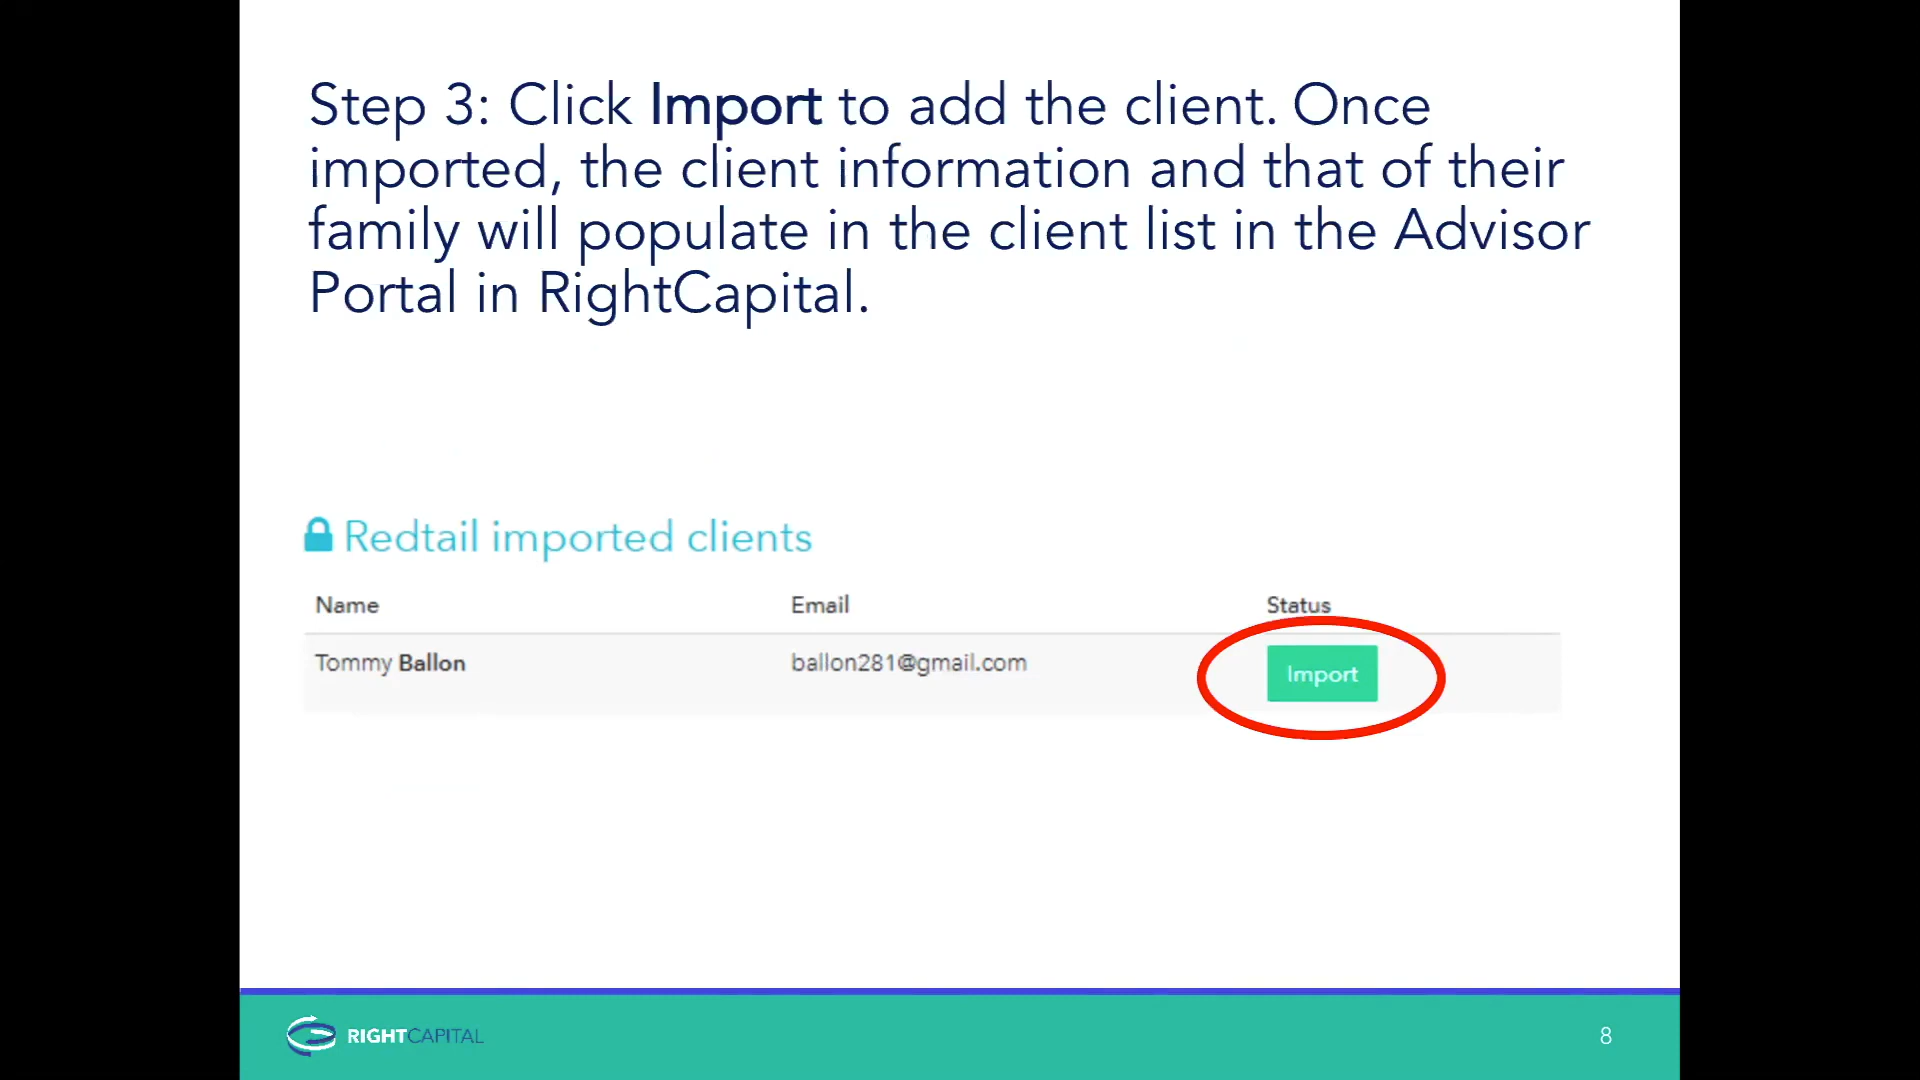 Step 3: Click Import to add the client. Once
imported, the client information and that of their
family will populate in the client list in the Advisor
Portal in RightCapital.
Redtail imported clients
Name Email Status
Tommy Ballon ballon281@gmail.com Import
RIGHTCAPITAL 8